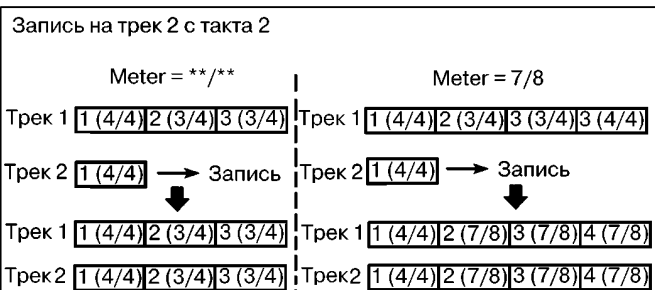 Запись на трек 2 с такта 2
Meter = **/** Meter = 7/8
Трек 1 1 (4/4) 2 (3/4) 3 (3/4) Трек 1 1 (4/4) 2 (3/4) 3 (3/4) 3 (4/4)
Трек 2 1 (4/4) Запись Трек 2 1 (4/4) Запись
Трек 1 1 (4/4) 2 (3/4) 3 (3/4) Трек 1 1 (4/4) 2 (7/8) 3 (7/8) 4 (7/8)
Трек2 1 (4/4) 2 (3/4) 3 (3/4) Трек2 1 (4/4) 2 (7/8) 3 (7/8) 4 (7/8)